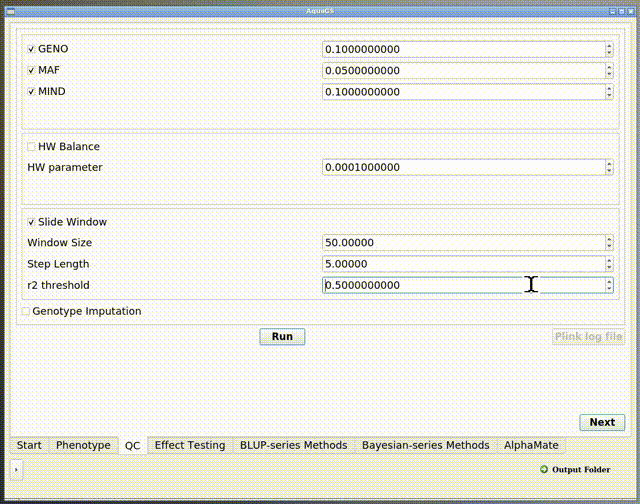 AquaGS
GENO 0.1000000000
MAF 0.0500000000
MIND 0.1000000000
HW Balance
HW parameter 0.0001000000
Slide Window
Window Size 50.00000
Step Length 5.00000
r2 threshold 0.5000000000
Genotype Imputation
Run Plink log file
Next
Start Phenotype QC Effect Testing BLUP-series Methods Bayesian-series Methods AlphaMate
Output Folder